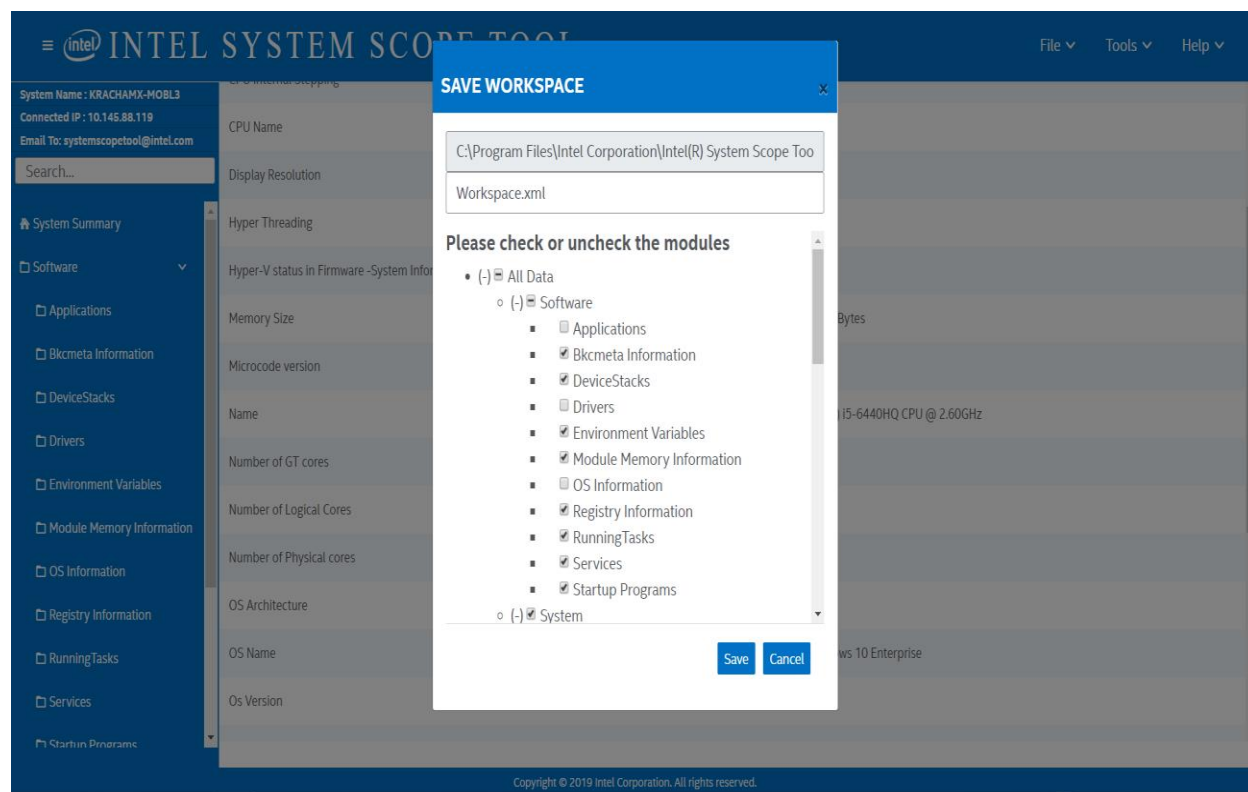 ≡ intel INTEL SYSTEM SCOPE TOOL
File Tools Help
System Name : KRACHAMX-MOBL3
Connected IP : 10.145.88.119
Email To: systemscopetool@intel.com
Search...
System Summary
Software
Applications
Bkcmeta Information
DeviceStacks
Drivers
Environment Variables
Module Memory Information
OS Information
Registry Information
RunningTasks
Services
Startup Programs
CPU Internal Stepping
CPU Name
Display Resolution
Hyper Threading
Hyper-V status in Firmware -System Infor
Memory Size
Bytes
Microcode version
Name
i5-6440HQ CPU @ 2.60GHz
Number of GT cores
Number of Logical Cores
Number of Physical cores
OS Architecture
OS Name
ws 10 Enterprise
Os Version
SAVE WORKSPACE
x
C:\Program Files\Intel Corporation\Intel(R) System Scope Too
Workspace.xml
Please check or uncheck the modules
(-) All Data
(-) Software
Applications
Bkcmeta Information
DeviceStacks
Drivers
Environment Variables
Module Memory Information
OS Information
Registry Information
RunningTasks
Services
Startup Programs
(-) System
Save Cancel
Copyright © 2019 Intel Corporation. All rights reserved.